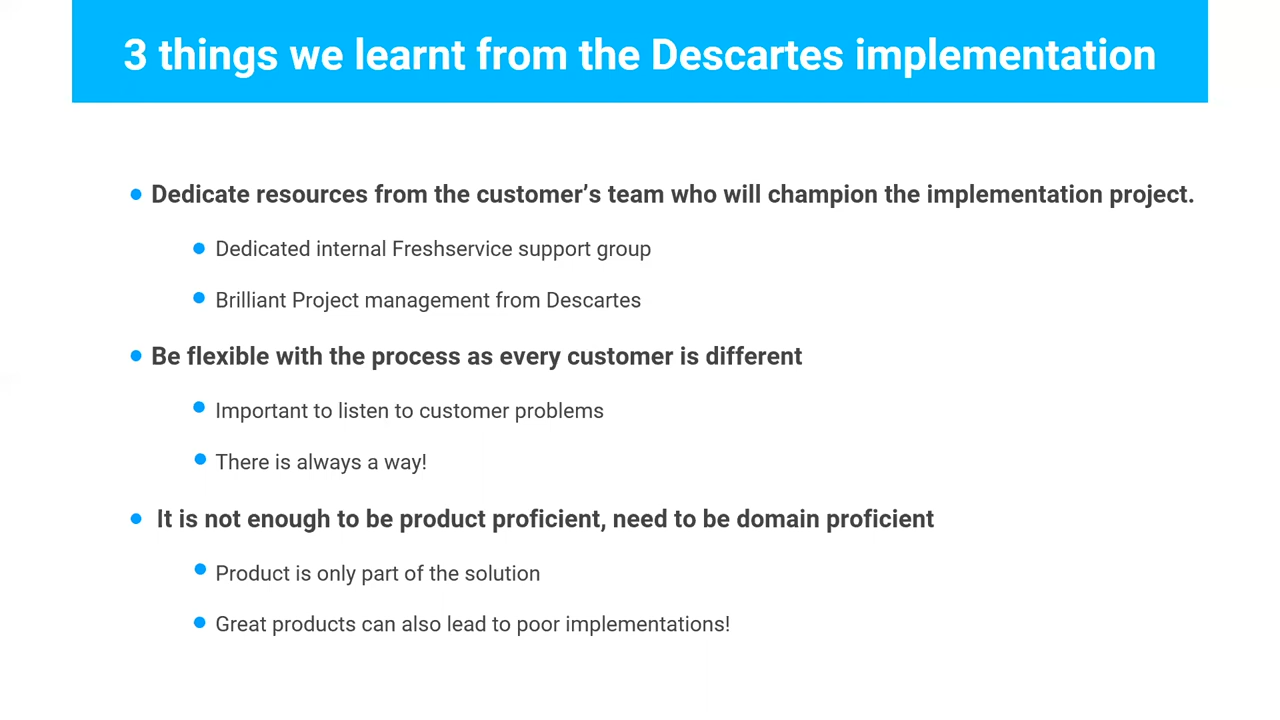 3 things we learnt from the Descartes implementation
Dedicate resources from the customer’s team who will champion the implementation project.
Dedicated internal Freshservice support group
Brilliant Project management from Descartes
Be flexible with the process as every customer is different
Important to listen to customer problems
There is always a way!
It is not enough to be product proficient, need to be domain proficient
Product is only part of the solution
Great products can also lead to poor implementations!